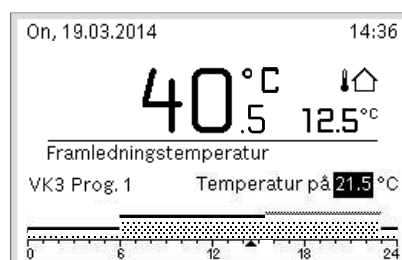 On, 19.03.2014 14:36
40.5 °C 12.5°C
Framledningstemperatur
VK3 Prog. 1 Temperatur på 21.5 °C
0 6 12 18 24